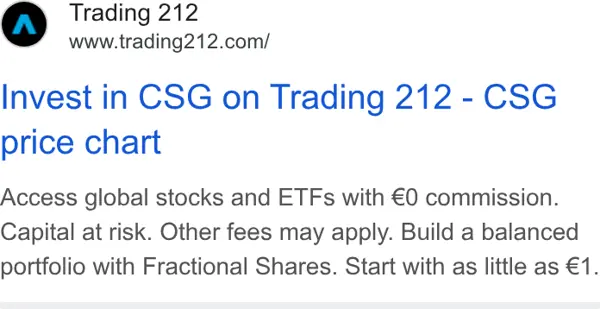 Trading 212
www.trading212.com/
Invest in CSG on Trading 212 - CSG
price chart
Access global stocks and ETFs with €0 commission.
Capital at risk. Other fees may apply. Build a balanced
portfolio with Fractional Shares. Start with as little as €1.